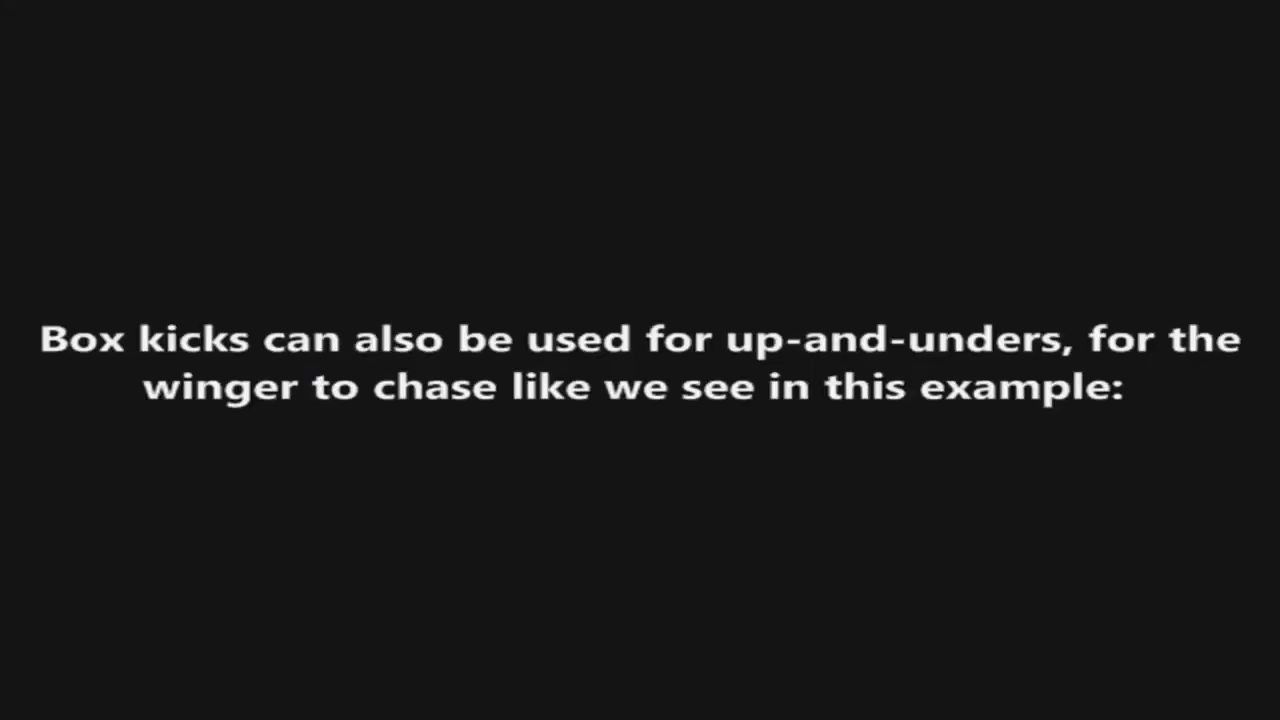 Box kicks can also be used for up-and-unders, for the
winger to chase like we see in this example: